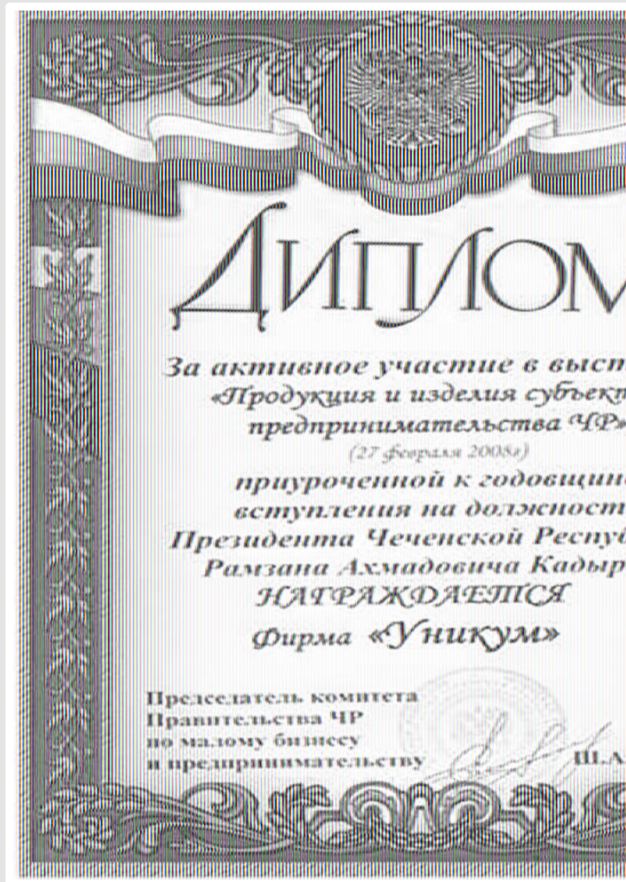 ДИПЛОМ
За активное участие в выст
«Продукция и изделия субъект
предпринимательства ЧР»
(27 февраля 2008г)
приуроченной к годовщин
вступления на должност
Президента Чеченской Респуб
Рамзана Ахмадовича Кадыр
НАГРАЖДАЕТСЯ
Фирма «Уникум»
Председатель комитета
Правительства ЧР
по малому бизнесу
и предпринимательству
Ш.А